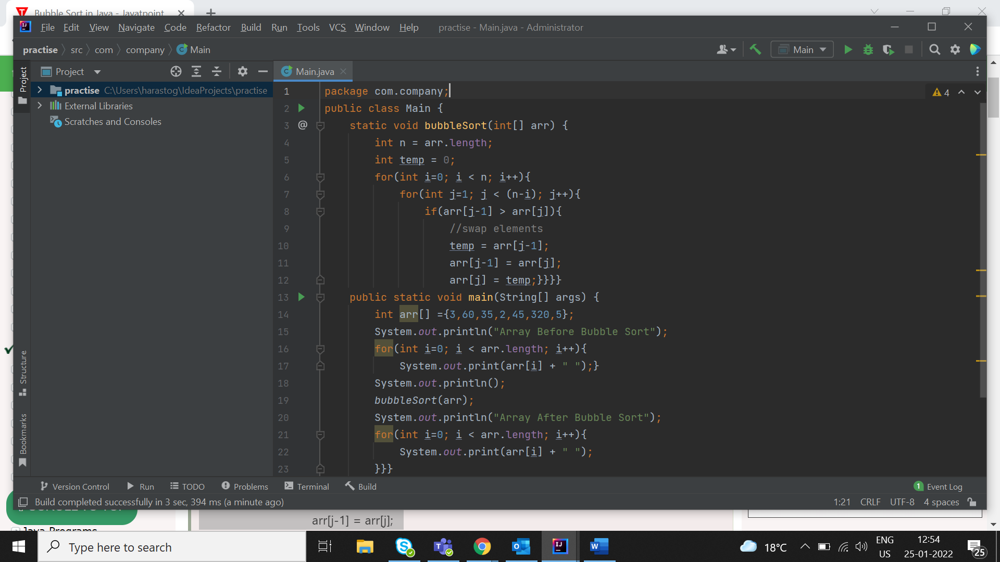 Bubble Sort in Java - Javatpoint
File Edit View Navigate Code Refactor Build Run Tools VCS Window Help practise - Main.java - Administrator
practise src com company Main
Main
Project
Project
Main.java
practise C:\Users\harastog\IdeaProjects\practise
External Libraries
Scratches and Consoles
4
1 package com.company;
2 public class Main {
3 @ static void bubbleSort(int[] arr) {
4 int n = arr.length;
5 int temp = 0;
6 for(int i=0; i < n; i++){
7 for(int j=1; j < (n-i); j++){
8 if(arr[j-1] > arr[j]){
9 //swap elements
10 temp = arr[j-1];
11 arr[j-1] = arr[j];
12 arr[j] = temp;}}}}
13 public static void main(String[] args) {
14 int arr[] ={3,60,35,2,45,320,5};
15 System.out.println("Array Before Bubble Sort");
16 for(int i=0; i < arr.length; i++){
17 System.out.print(arr[i] + " ");}
18 System.out.println();
19 bubbleSort(arr);
20 System.out.println("Array After Bubble Sort");
21 for(int i=0; i < arr.length; i++){
22 System.out.print(arr[i] + " ");
23 }}}
Structure
Bookmarks
Version Control Run TODO Problems Terminal Build
1 Event Log
Build completed successfully in 3 sec, 394 ms (a minute ago)
1:21 CRLF UTF-8 4 spaces
arr[j-1] = arr[j];
Java Programs
Type here to search
18°C
ENG
US
12:54
25-01-2022
25